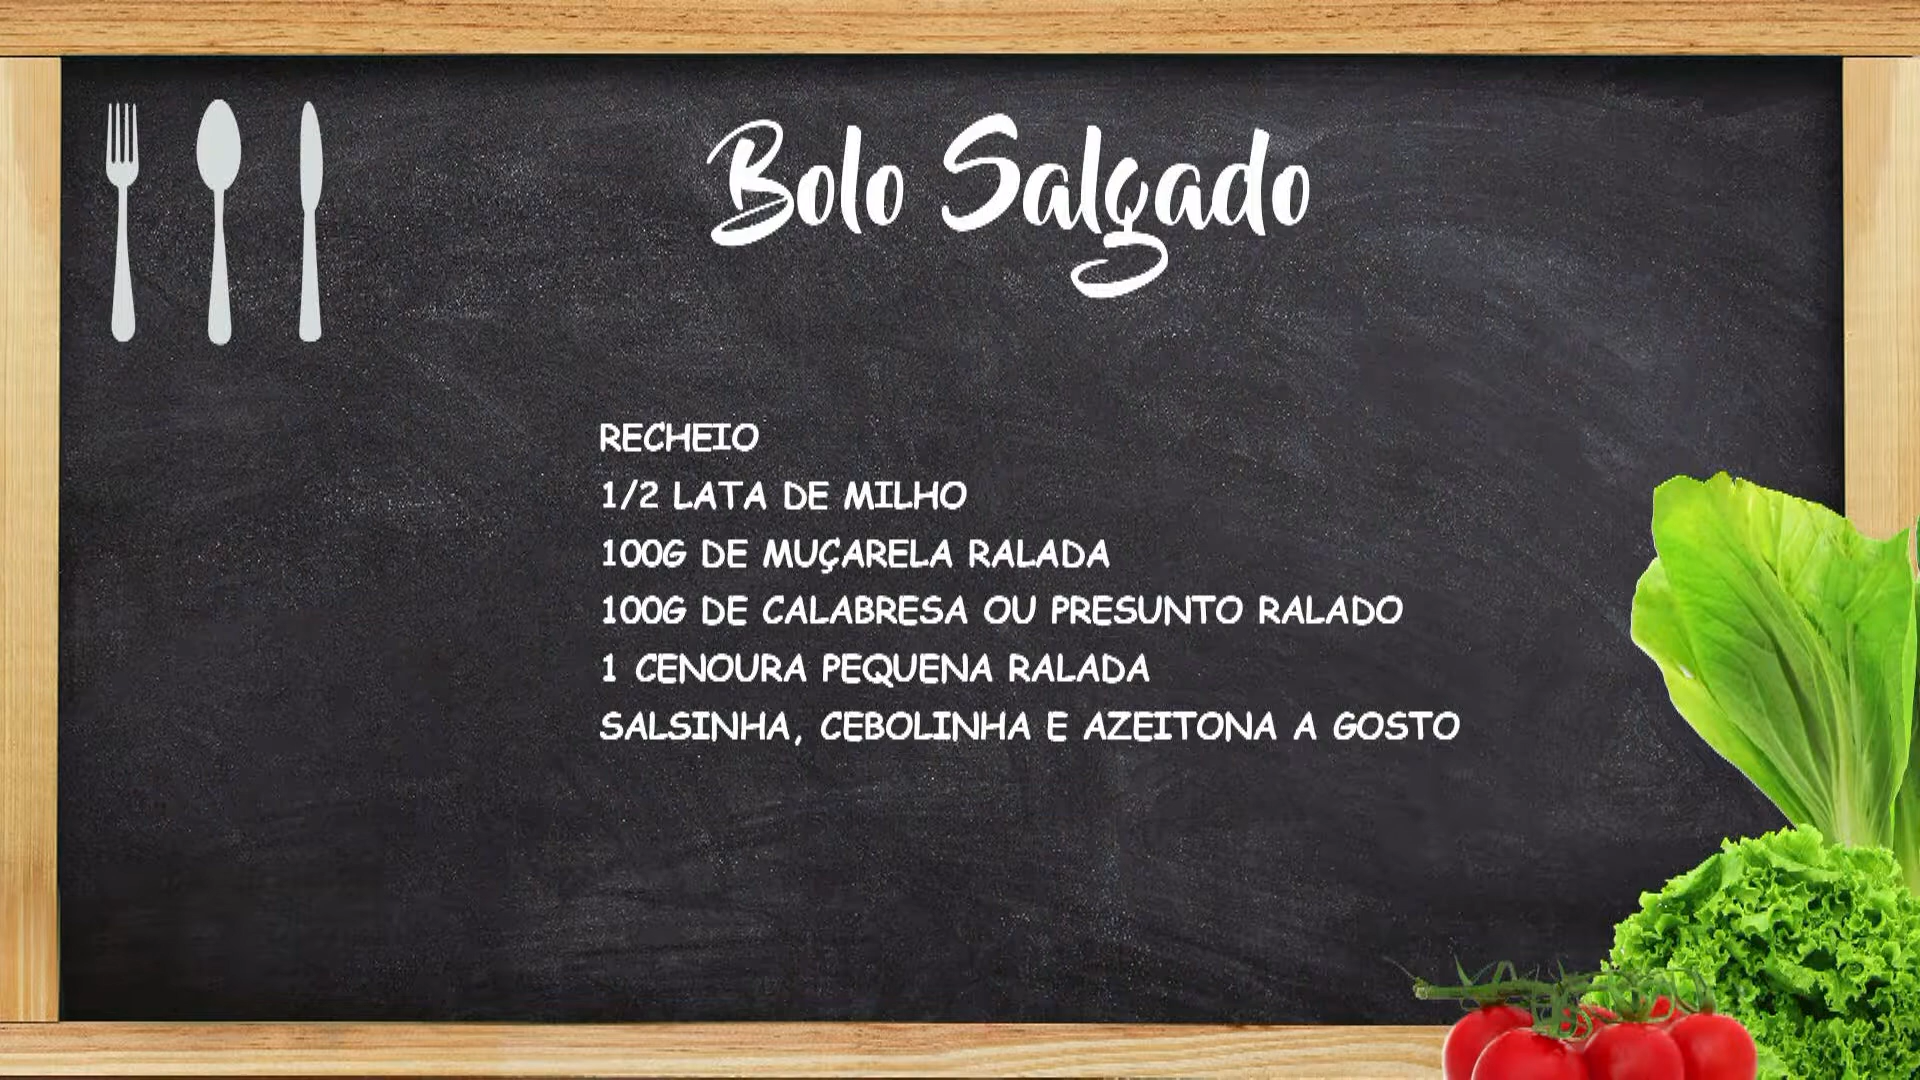 Bolo Salgado
RECHEIO
1/2 LATA DE MILHO
100G DE MUÇARELA RALADA
100G DE CALABRESA OU PRESUNTO RALADO
1 CENOURA PEQUENA RALADA
SALSINHA, CEBOLINHA E AZEITONA A GOSTO